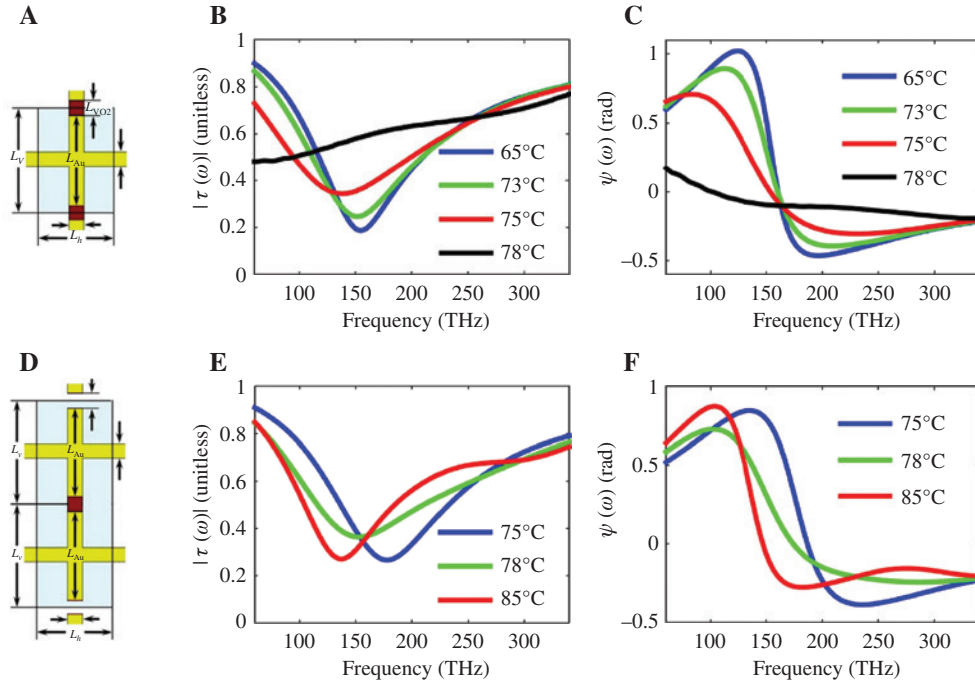 A
L_VO2
L_V
L_Au
L_h
B
1
0.8
0.6
0.4
0.2
0
| τ (ω)| (unitless)
65°C
73°C
75°C
78°C
100 150 200 250 300
Frequency (THz)
C
1
0.5
0
−0.5
ψ (ω) (rad)
65°C
73°C
75°C
78°C
100 150 200 250 300
Frequency (THz)
D
L_v
L_Au
L_v
L_Au
L_h
E
1
0.8
0.6
0.4
0.2
0
| τ (ω)| (unitless)
75°C
78°C
85°C
100 150 200 250 300
Frequency (THz)
F
1
0.5
0
−0.5
ψ (ω) (rad)
75°C
78°C
85°C
100 150 200 250 300
Frequency (THz)